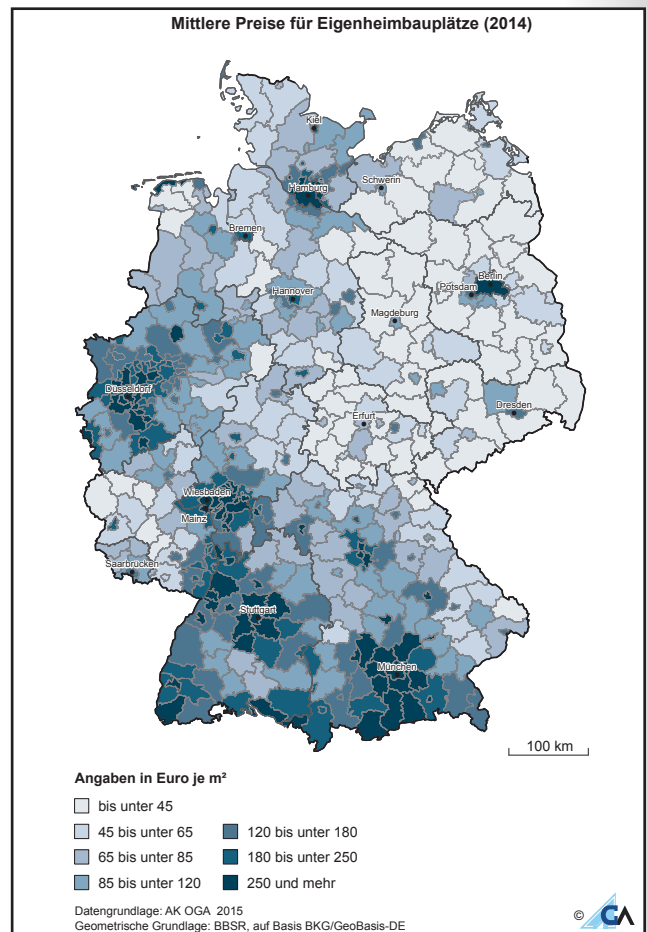 Mittlere Preise für Eigenheimbauplätze (2014)
Kiel
Schwerin
Hamburg
Bremen
Berlin
Potsdam
Hannover
Magdeburg
Düsseldorf
Dresden
Erfurt
Wiesbaden
Mainz
Saarbrücken
Stuttgart
München
100 km
Angaben in Euro je m²
bis unter 45
45 bis unter 65
65 bis unter 85
85 bis unter 120
120 bis unter 180
180 bis unter 250
250 und mehr
Datengrundlage: AK OGA 2015
Geometrische Grundlage: BBSR, auf Basis BKG/GeoBasis-DE
© GA